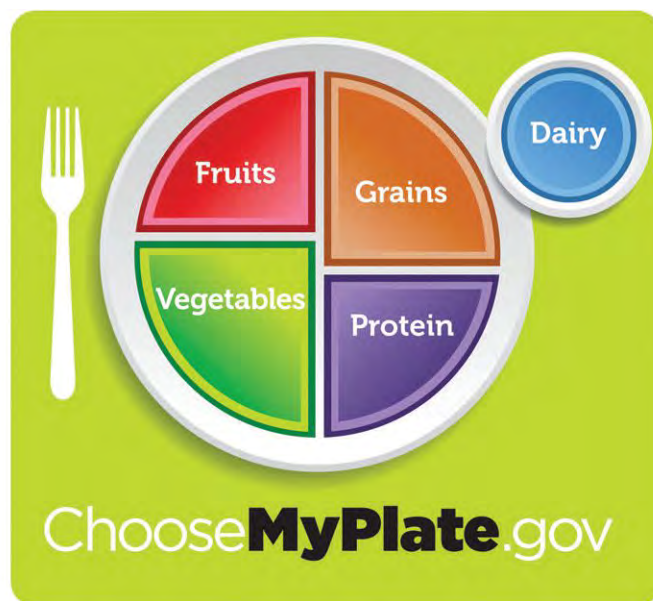 Fruits
Grains
Dairy
Vegetables
Protein
ChooseMyPlate.gov